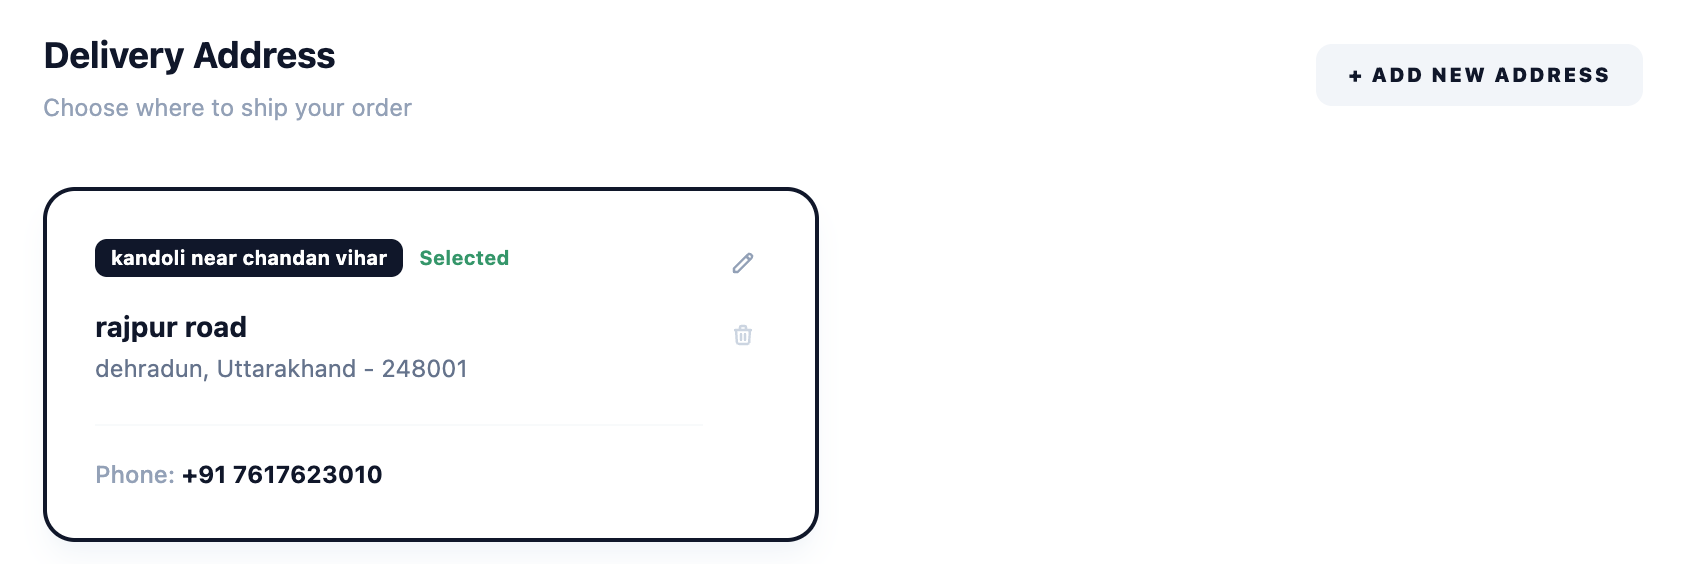 Delivery Address
Choose where to ship your order
+ ADD NEW ADDRESS
kandoli near chandan vihar Selected
rajpur road
dehradun, Uttarakhand - 248001
Phone: +91 7617623010